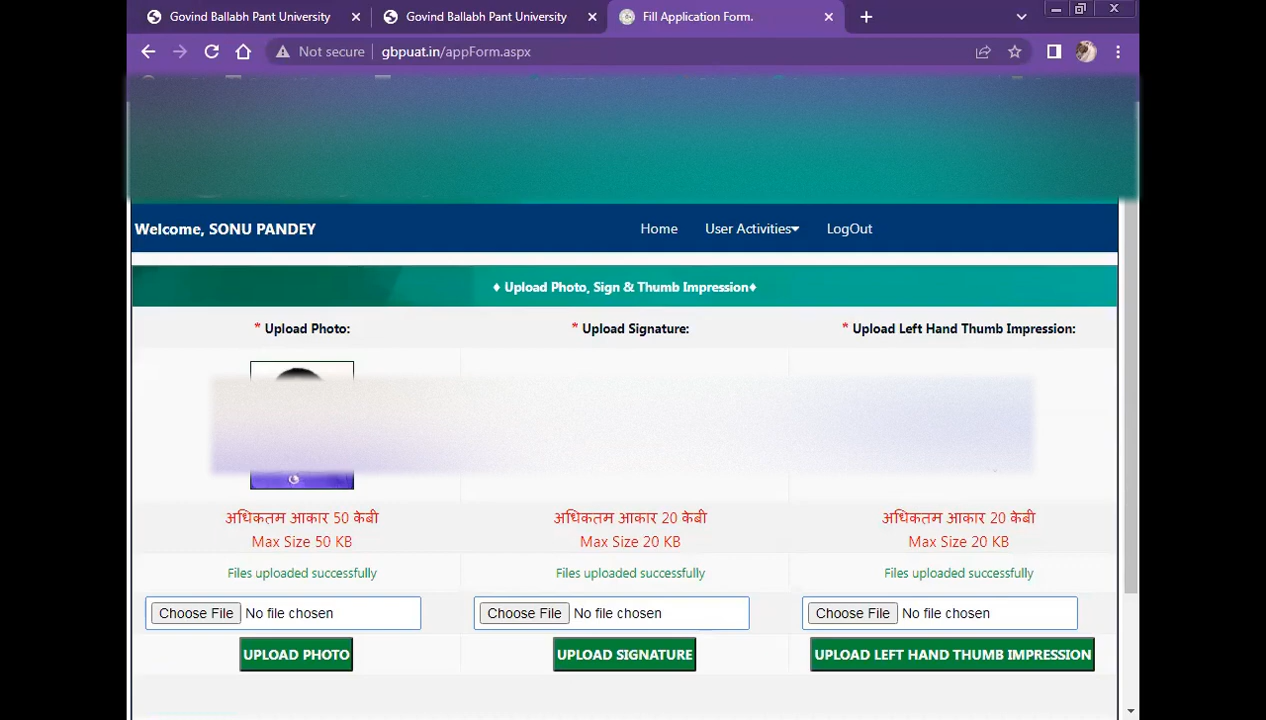 Govind Ballabh Pant University
Govind Ballabh Pant University
Fill Application Form.
Not secure
gbpuat.in/appForm.aspx
Welcome, SONU PANDEY
Home
User Activities
LogOut
♦ Upload Photo, Sign & Thumb Impression♦
* Upload Photo:
* Upload Signature:
* Upload Left Hand Thumb Impression:
अधिकतम आकार 50 केबी
अधिकतम आकार 20 केबी
अधिकतम आकार 20 केबी
Max Size 50 KB
Max Size 20 KB
Max Size 20 KB
Files uploaded successfully
Files uploaded successfully
Files uploaded successfully
Choose File No file chosen
Choose File No file chosen
Choose File No file chosen
UPLOAD PHOTO
UPLOAD SIGNATURE
UPLOAD LEFT HAND THUMB IMPRESSION